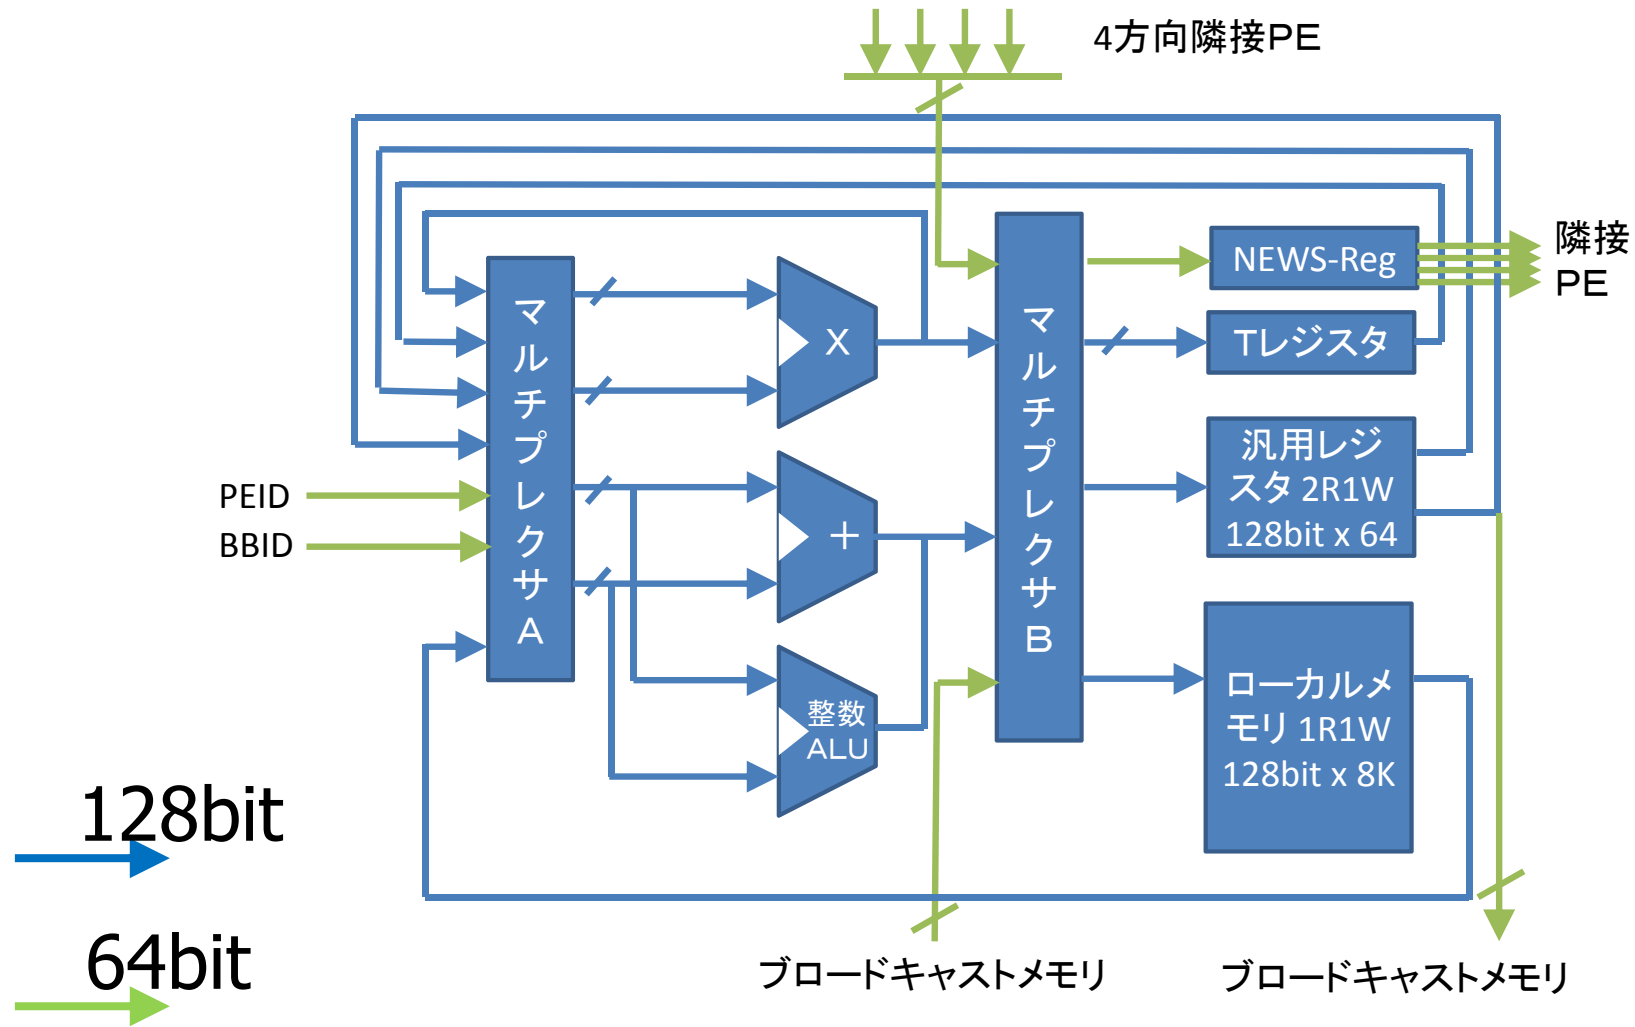 4方向隣接ＰＥ
隣接
ＰＥ
NEWS-Reg
Tレジスタ
汎用レジ
スタ 2R1W
128bit x 64
ローカルメ
モリ 1R1W
128bit x 8K
マルチプレクサＡ
マルチプレクサＢ
Ｘ
＋
整数
ＡＬＵ
PEID
BBID
128bit
64bit
ブロードキャストメモリ
ブロードキャストメモリ